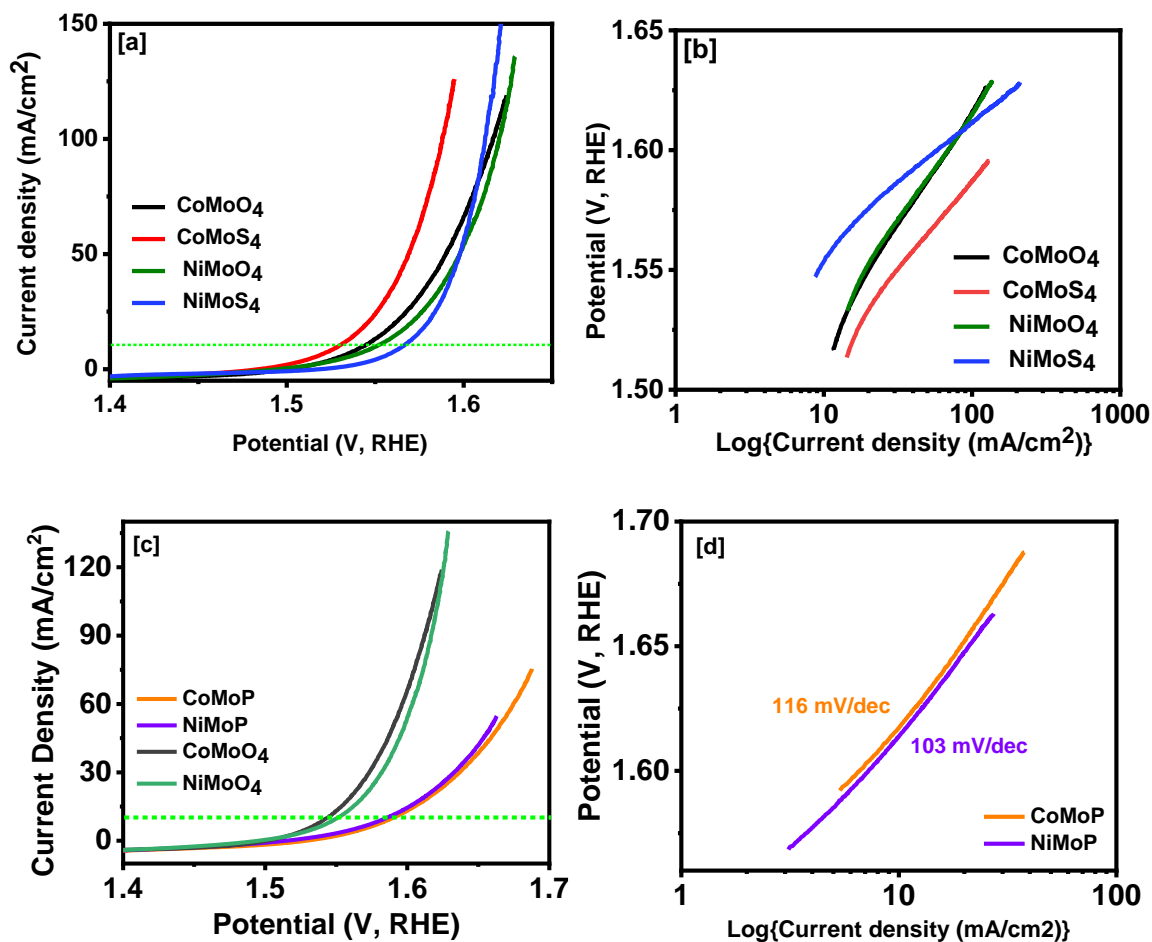 [a]
Current density (mA/cm²)
150
100
50
0
1.4
1.5
1.6
Potential (V, RHE)
CoMoO₄
CoMoS₄
NiMoO₄
NiMoS₄
[b]
Potential (V, RHE)
1.65
1.60
1.55
1.50
1
10
100
1000
Log{Current density (mA/cm²)}
CoMoO₄
CoMoS₄
NiMoO₄
NiMoS₄
[c]
Current Density (mA/cm²)
120
90
60
30
0
1.4
1.5
1.6
1.7
Potential (V, RHE)
CoMoP
NiMoP
CoMoO₄
NiMoO₄
[d]
Potential (V, RHE)
1.70
1.65
1.60
1
10
100
Log{Current density (mA/cm2)}
116 mV/dec
103 mV/dec
CoMoP
NiMoP